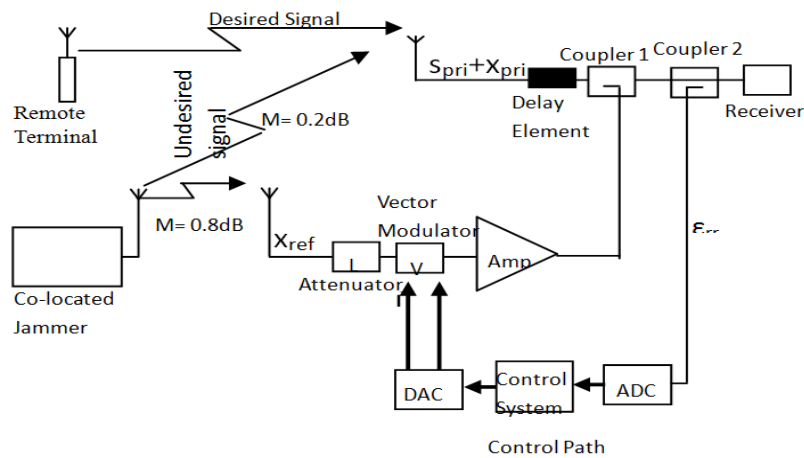 Desired Signal
Remote
Terminal
Undesired
signal
M= 0.2dB
Spri+Xpri
Delay
Element
Coupler 1
Coupler 2
Receiver
Co-located
Jammer
M= 0.8dB
Xref
L
Attenuator
Vector
Modulator
V
r
Amp
εrr
DAC
Control
System
ADC
Control Path